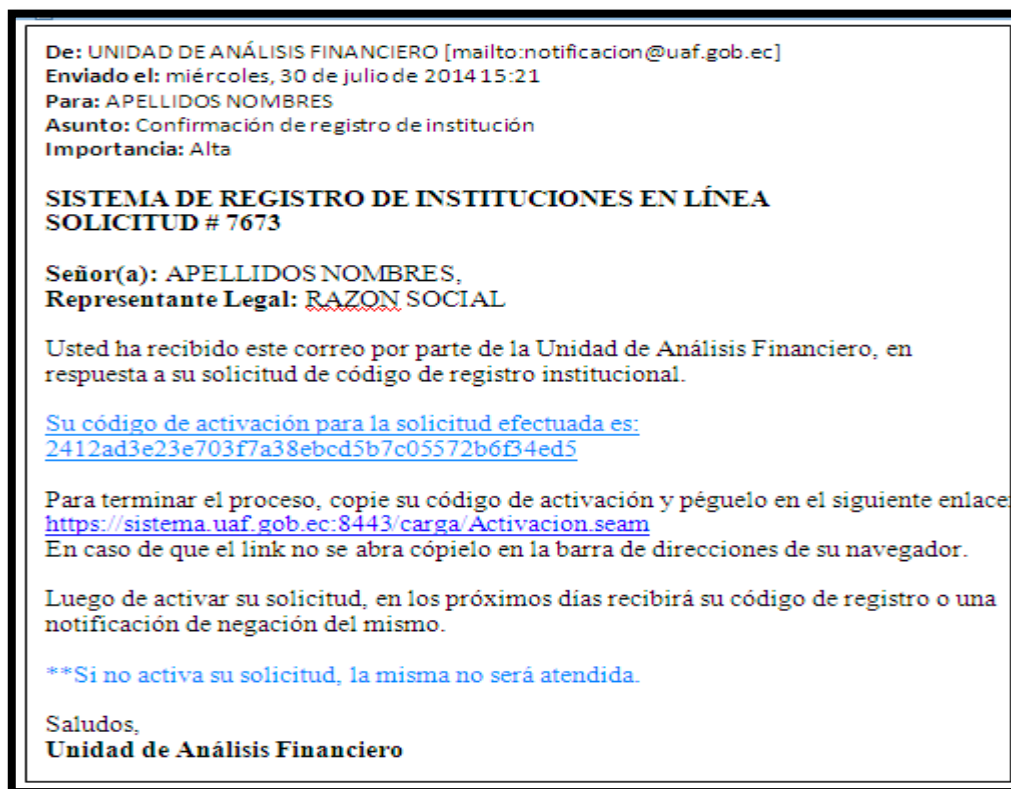 De: UNIDAD DE ANÁLISIS FINANCIERO [mailto:notificacion@uaf.gob.ec]
Enviado el: miércoles, 30 de julio de 2014 15:21
Para: APELLIDOS NOMBRES
Asunto: Confirmación de registro de institución
Importancia: Alta
SISTEMA DE REGISTRO DE INSTITUCIONES EN LÍNEA
SOLICITUD # 7673
Señor(a): APELLIDOS NOMBRES,
Representante Legal: RAZON SOCIAL
Usted ha recibido este correo por parte de la Unidad de Análisis Financiero, en
respuesta a su solicitud de código de registro institucional.
Su código de activación para la solicitud efectuada es:
2412ad3e23e703f7a38ebcd5b7c05572b6f34ed5
Para terminar el proceso, copie su código de activación y péguelo en el siguiente enlace:
https://sistema.uaf.gob.ec:8443/carga/Activacion.seam
En caso de que el link no se abra cópielo en la barra de direcciones de su navegador.
Luego de activar su solicitud, en los próximos días recibirá su código de registro o una
notificación de negación del mismo.
**Si no activa su solicitud, la misma no será atendida.
Saludos,
Unidad de Análisis Financiero